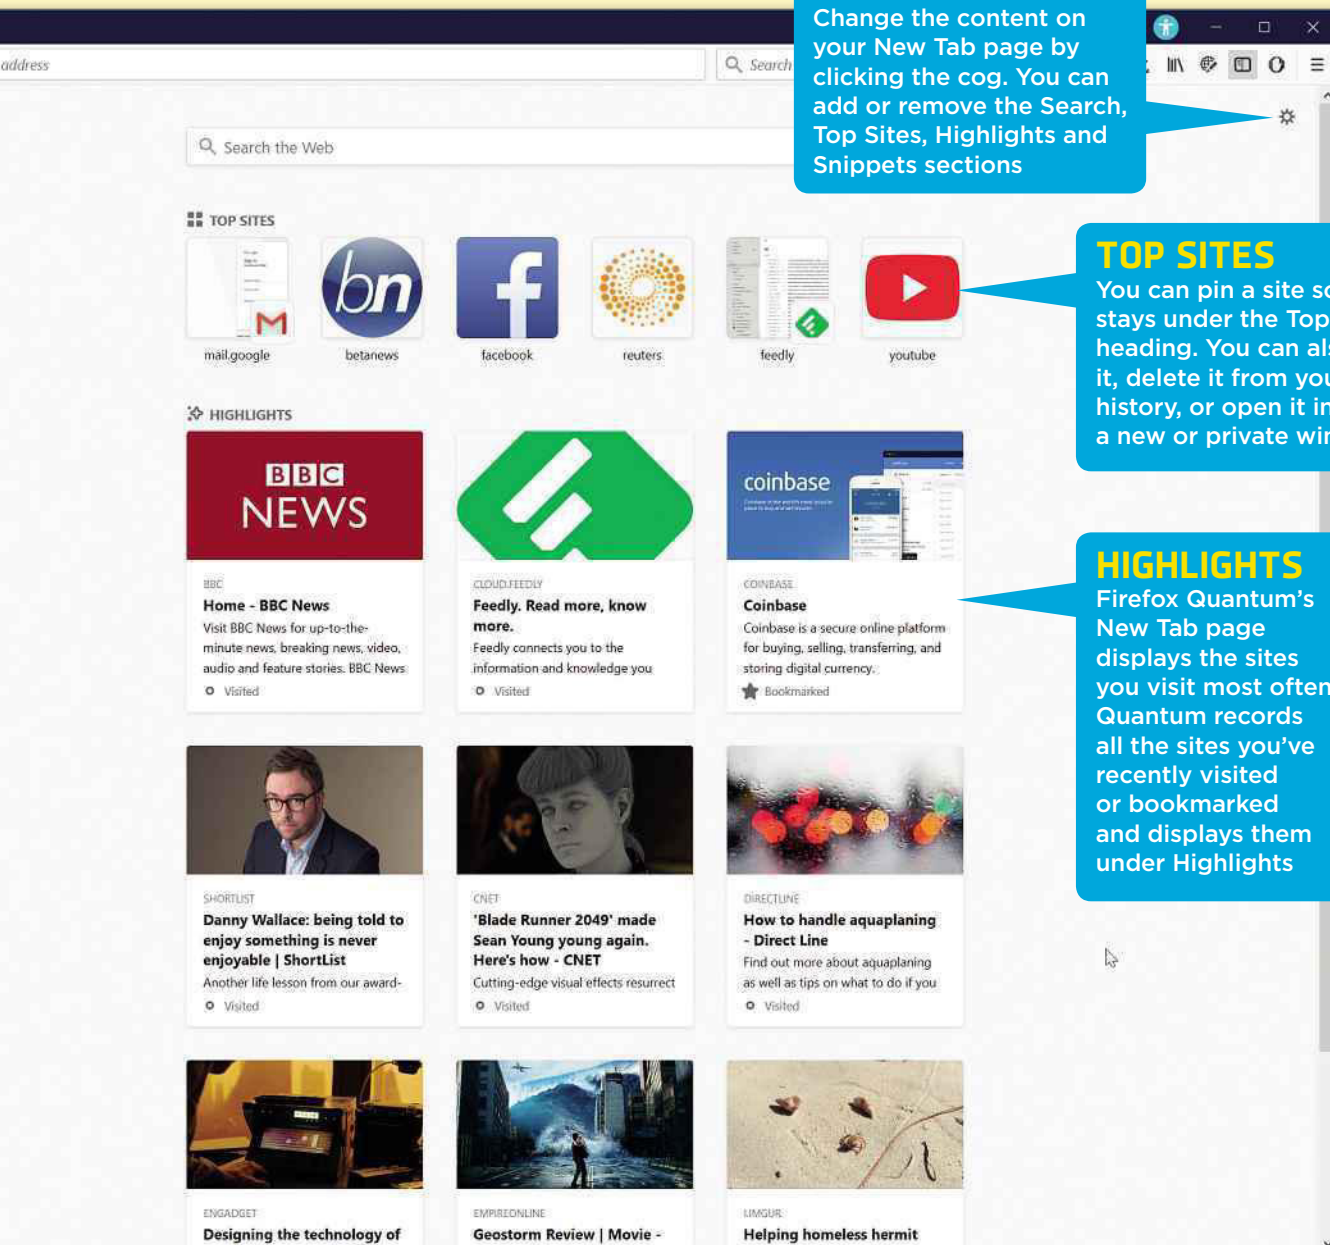 Change the content on
your New Tab page by
clicking the cog. You can
add or remove the Search,
Top Sites, Highlights and
Snippets sections
address
Search
Search the Web
TOP SITES
bn
f
mail.google
betanews
facebook
reuters
feedly
youtube
TOP SITES
You can pin a site so
stays under the Top
heading. You can als
it, delete it from you
history, or open it in
a new or private win
HIGHLIGHTS
BBC
NEWS
BBC
Home - BBC News
Visit BBC News for up-to-the-
minute news, breaking news, video,
audio and feature stories. BBC News
Visited
CLOUD.FEEDLY
Feedly. Read more, know
more.
Feedly connects you to the
information and knowledge you
Visited
coinbase
COINBASE
Coinbase
Coinbase is a secure online platform
for buying, selling, transferring, and
storing digital currency.
Bookmarked
HIGHLIGHTS
Firefox Quantum's
New Tab page
displays the sites
you visit most often
Quantum records
all the sites you've
recently visited
or bookmarked
and displays them
under Highlights
SHORTLIST
Danny Wallace: being told to
enjoy something is never
enjoyable | ShortList
Another life lesson from our award-
Visited
CNET
'Blade Runner 2049' made
Sean Young young again.
Here's how - CNET
Cutting-edge visual effects resurrect
Visited
DIRECTLINE
How to handle aquaplaning
- Direct Line
Find out more about aquaplaning
as well as tips on what to do if you
Visited
ENGADGET
Designing the technology of
EMPIREONLINE
Geostorm Review | Movie -
I.IMGUR
Helping homeless hermit